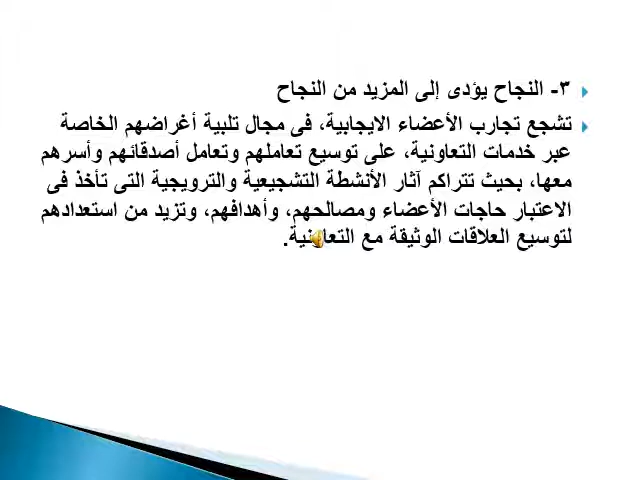 ٣- النجاح يؤدى إلى المزيد من النجاح
تشجع تجارب الأعضاء الايجابية، فى مجال تلبية أغراضهم الخاصة
عبر خدمات التعاونية، على توسيع تعاملهم وتعامل أصدقائهم وأسرهم
معها، بحيث تتراكم آثار الأنشطة التشجيعية والترويجية التى تأخذ فى
الاعتبار حاجات الأعضاء ومصالحهم، وأهدافهم، وتزيد من استعدادهم
لتوسيع العلاقات الوثيقة مع التعاونية.